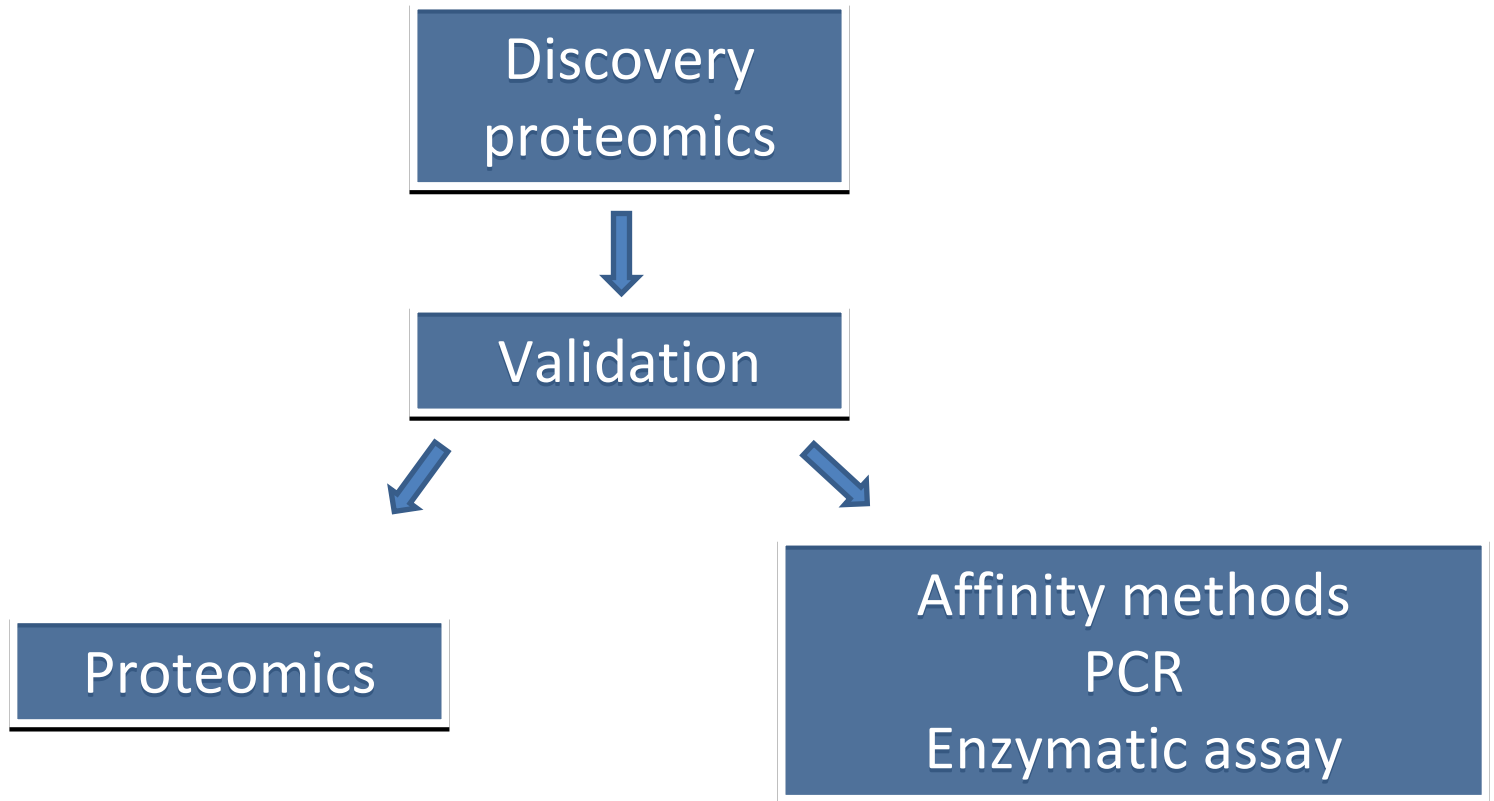 Discovery
proteomics
Validation
Proteomics
Affinity methods
PCR
Enzymatic assay